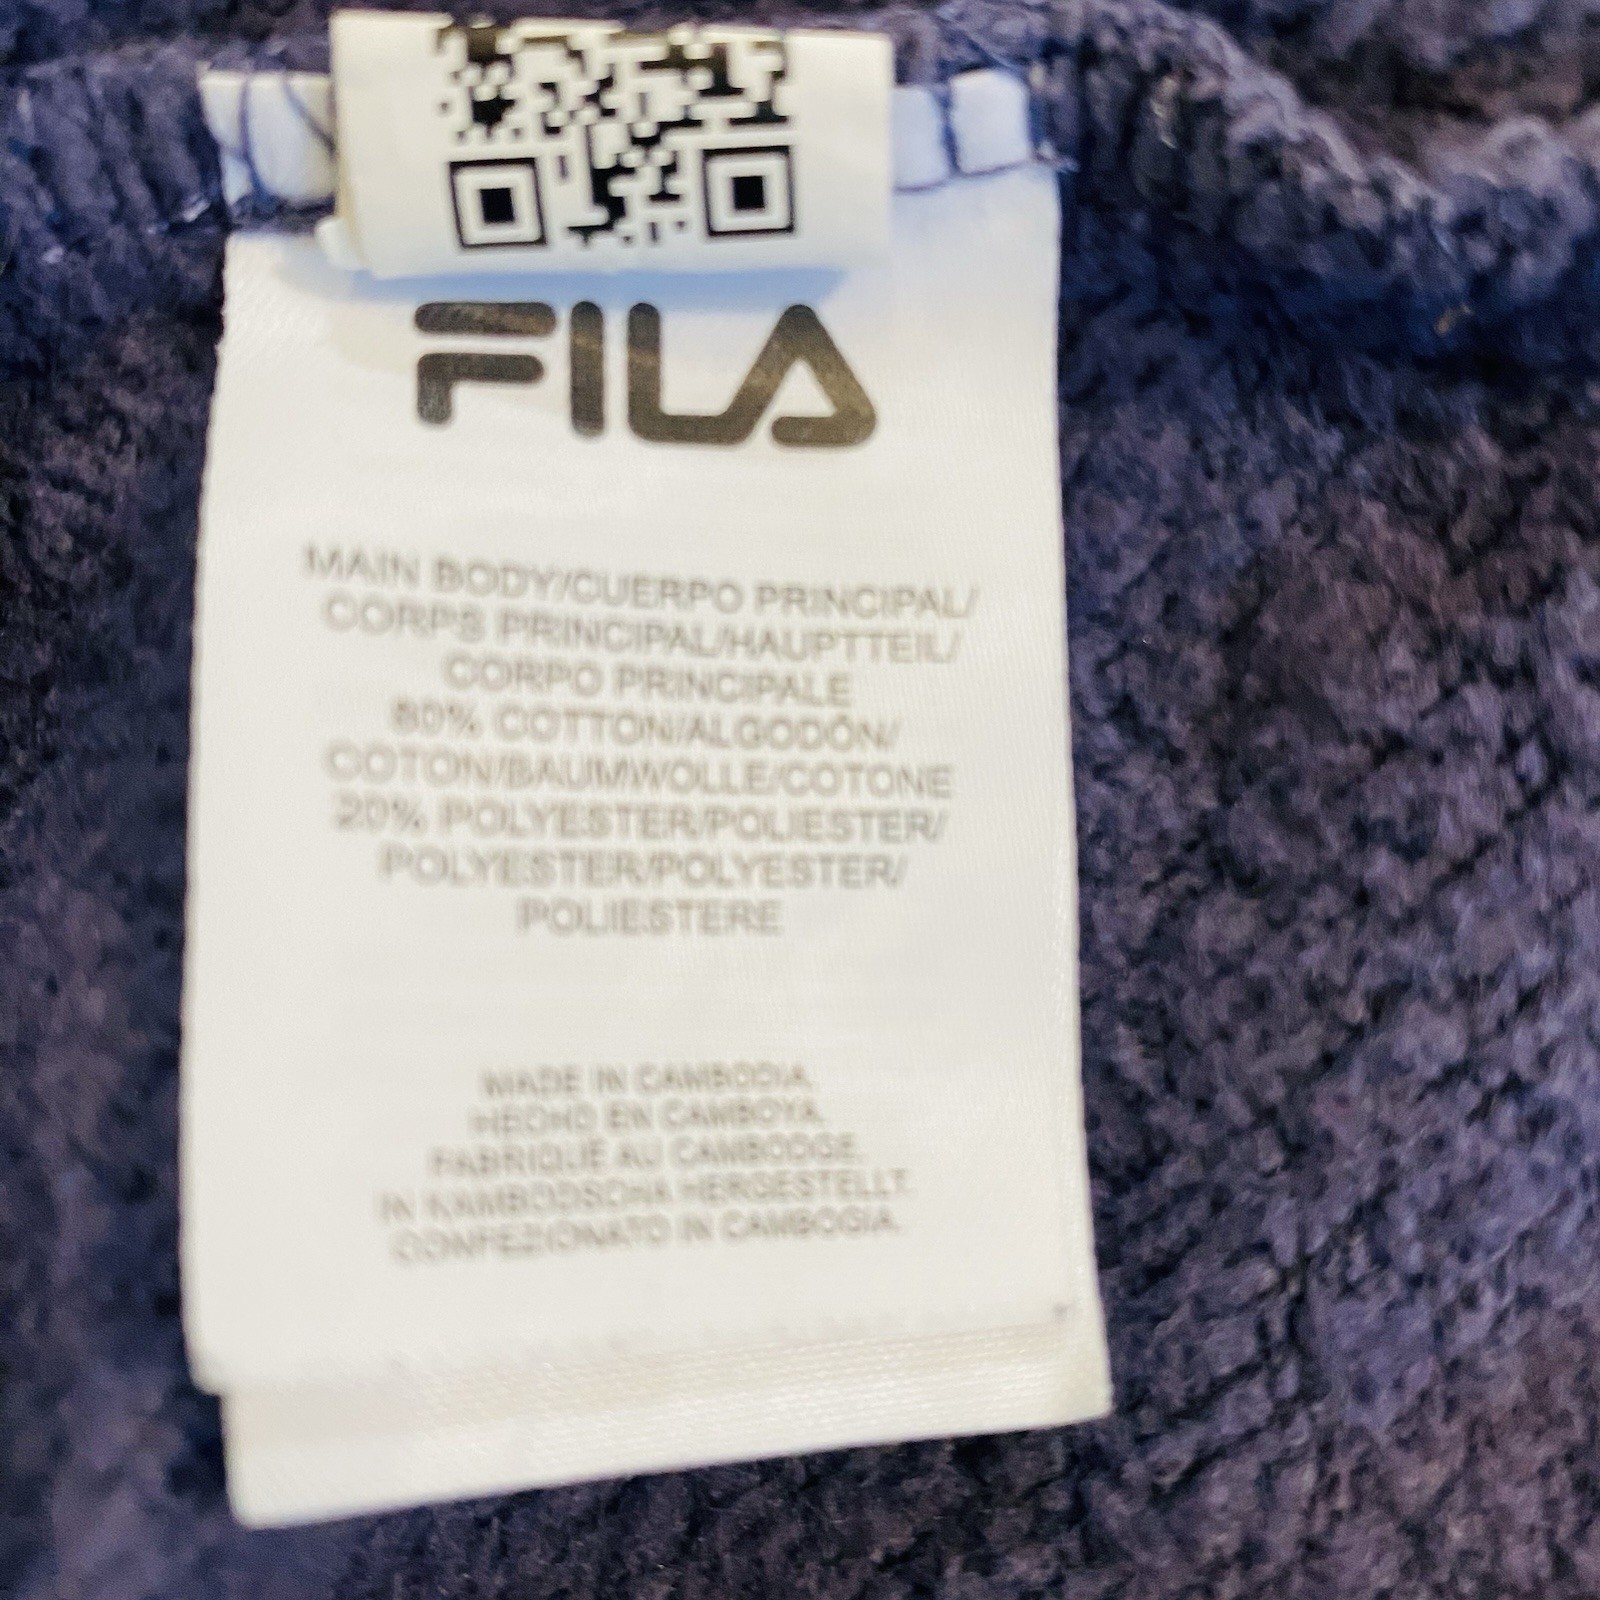 FILA
MAIN BODY/CUERPO PRINCIPAL/
CORPS PRINCIPAL/HAUPTTEIL/
CORPO PRINCIPALE
80% COTTON/ALGODÓN/
COTON/BAUMWOLLE/COTONE
20% POLYESTER/POLIESTER/
POLYESTER/POLYESTER/
POLIESTERE
MADE IN CAMBODIA.
HECHO EN CAMBOYA.
FABRIQUÉ AU CAMBODGE.
IN KAMBODSCHA HERGESTELLT.
CONFEZIONATO IN CAMBOGIA.